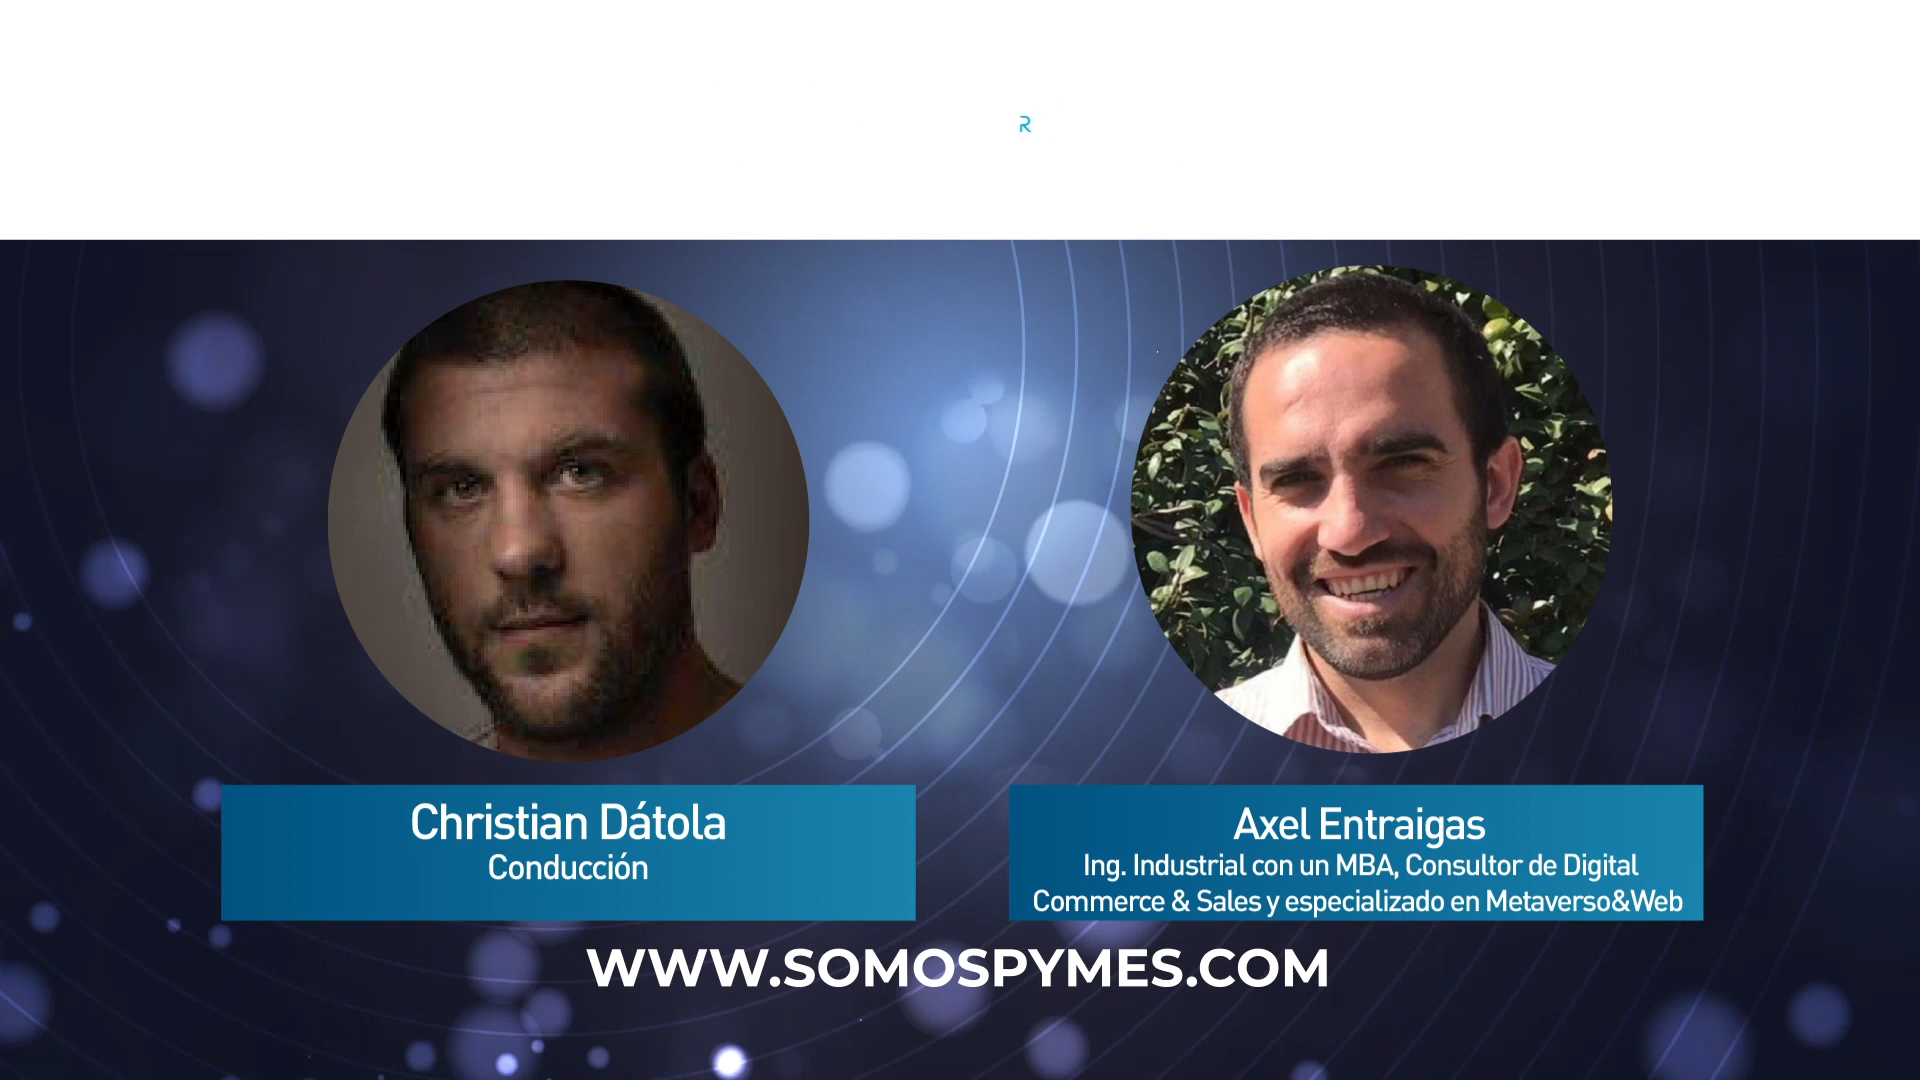 R
Christian Dátola
Conducción
Axel Entraigas
Ing. Industrial con un MBA, Consultor de Digital
Commerce & Sales y especializado en Metaverso&Web
WWW.SOMOSPYMES.COM